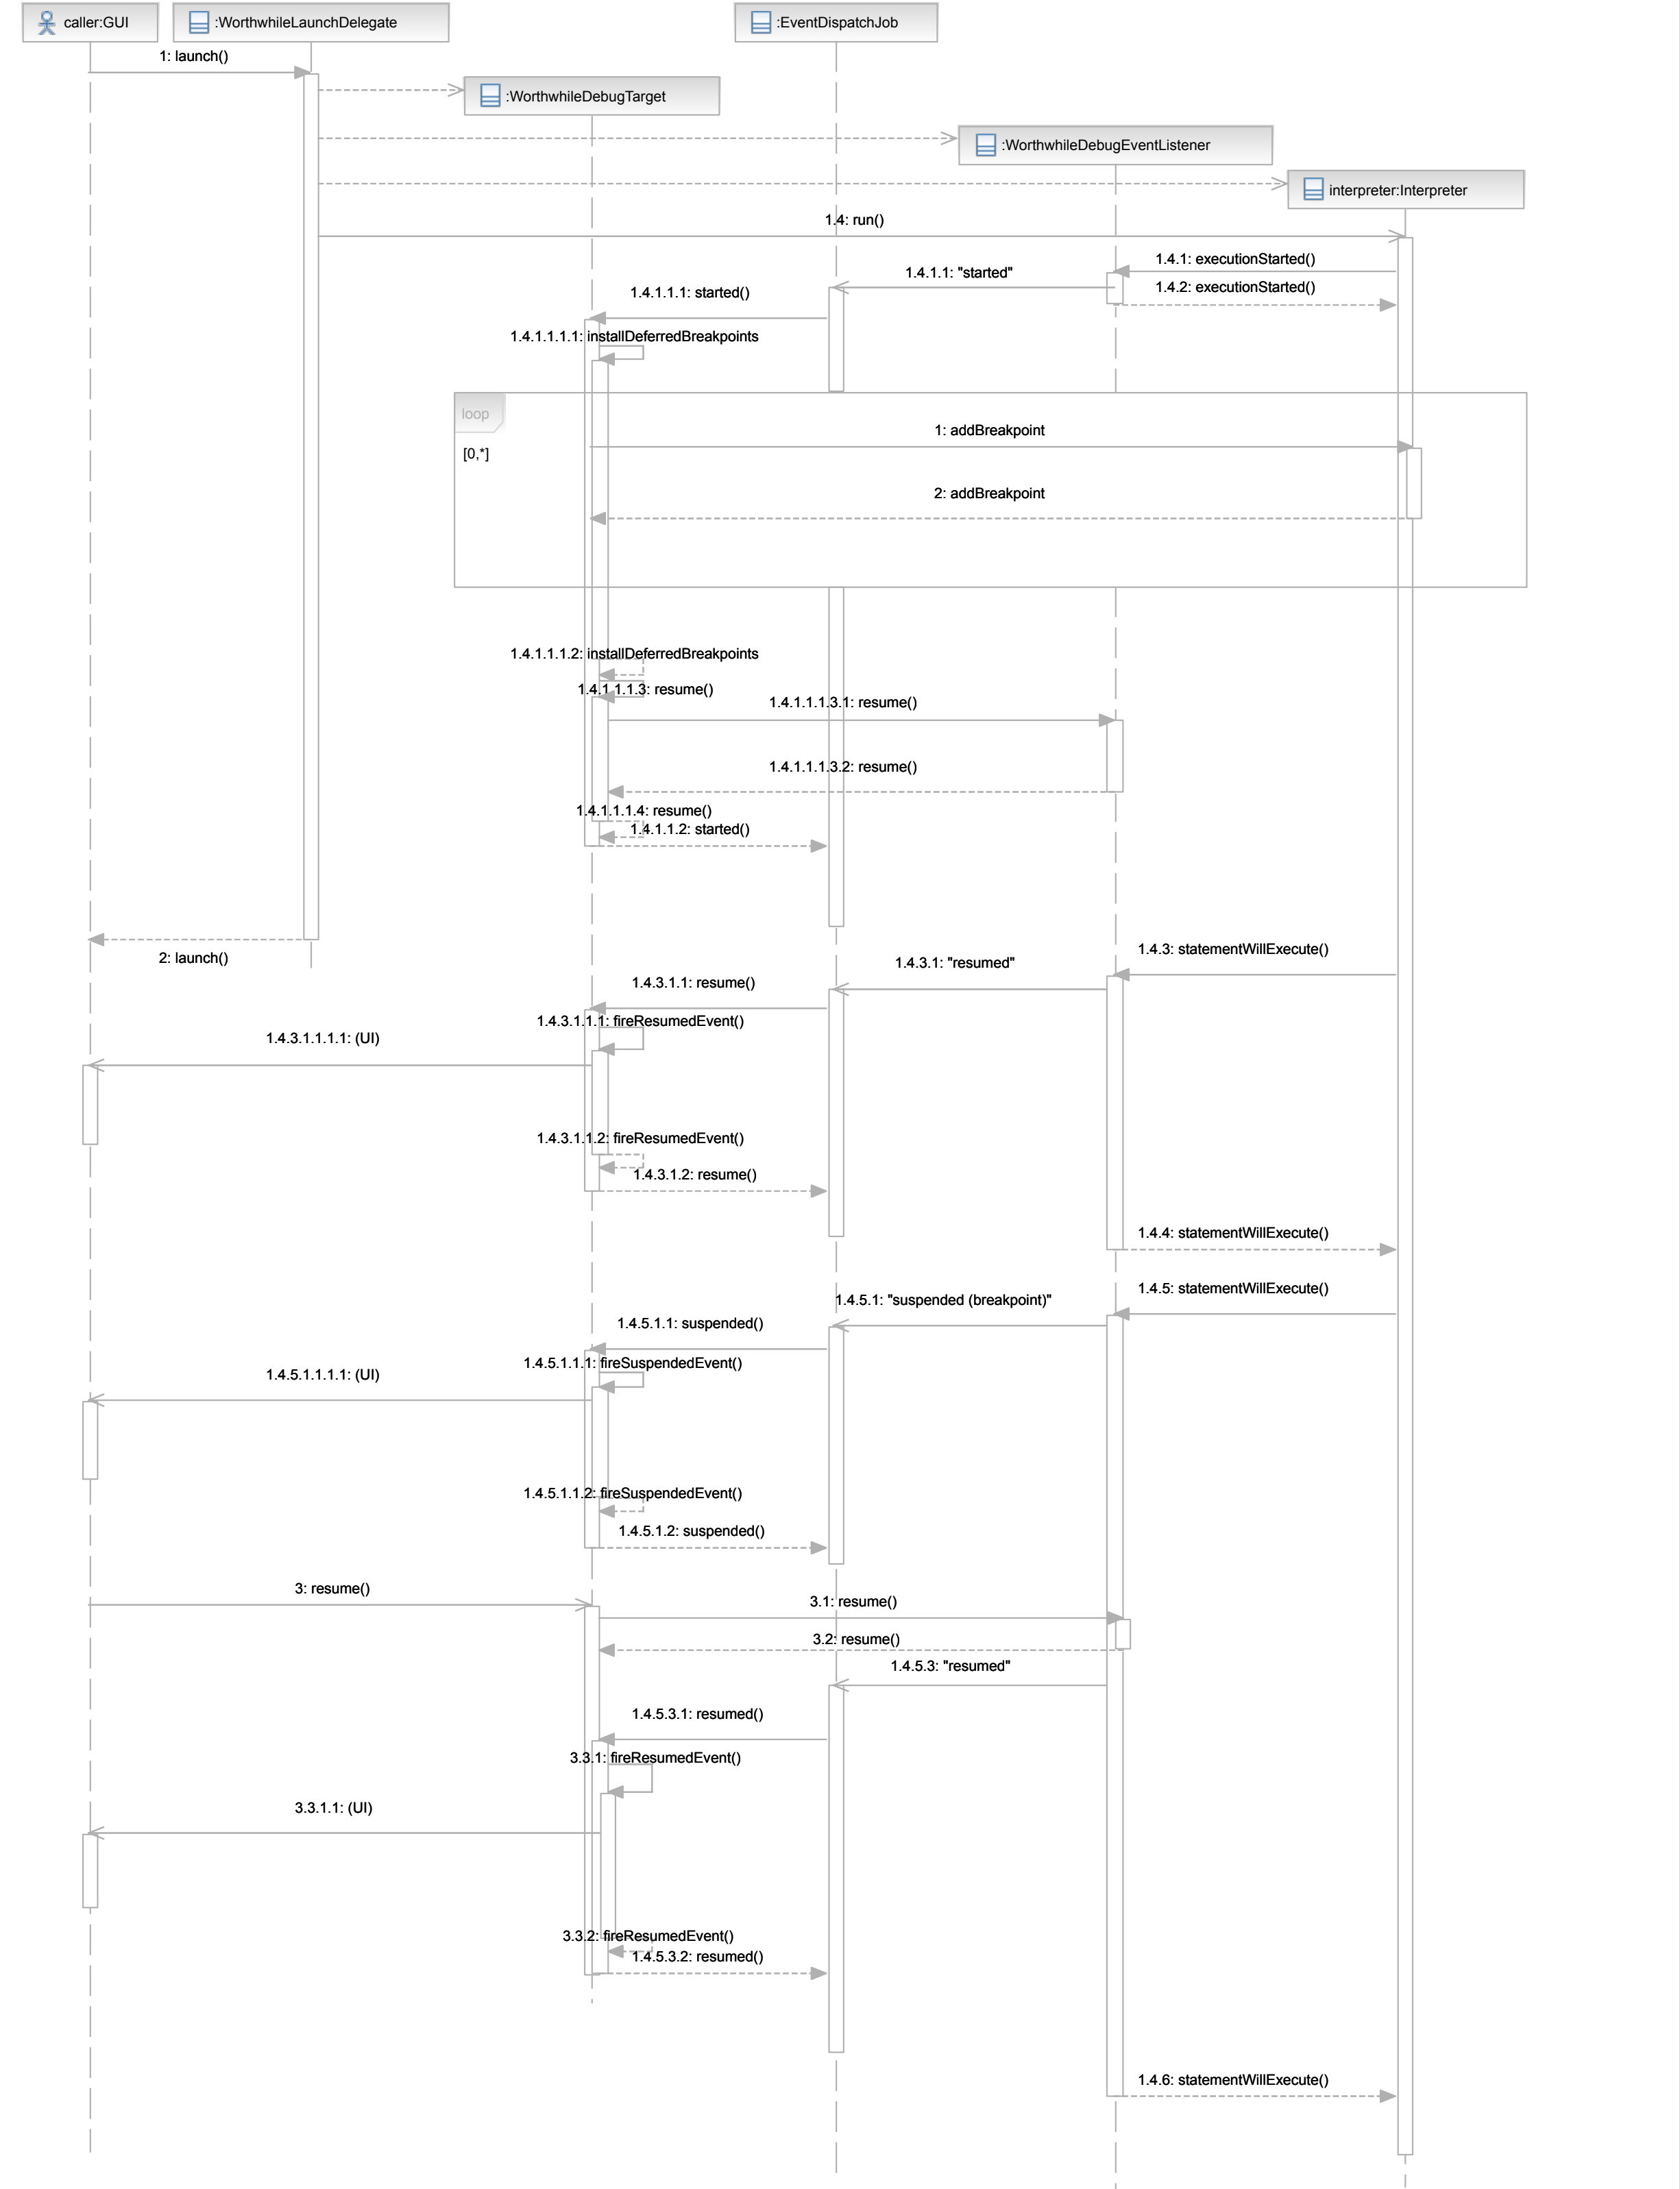 caller:GUI
:WorthwhileLaunchDelegate
:EventDispatchJob
1: launch()
:WorthwhileDebugTarget
:WorthwhileDebugEventListener
interpreter:Interpreter
1.4: run()
1.4.1: executionStarted()
1.4.1.1: "started"
1.4.2: executionStarted()
1.4.1.1.1: started()
1.4.1.1.1.1: installDeferredBreakpoints
loop
1: addBreakpoint
[0,*]
2: addBreakpoint
1.4.1.1.1.2: installDeferredBreakpoints
1.4.1.1.1.3: resume()
1.4.1.1.1.3.1: resume()
1.4.1.1.1.3.2: resume()
1.4.1.1.1.4: resume()
1.4.1.1.2: started()
2: launch()
1.4.3: statementWillExecute()
1.4.3.1: "resumed"
1.4.3.1.1: resume()
1.4.3.1.1.1: fireResumedEvent()
1.4.3.1.1.1.1: (UI)
1.4.3.1.1.2: fireResumedEvent()
1.4.3.1.2: resume()
1.4.4: statementWillExecute()
1.4.5: statementWillExecute()
1.4.5.1: "suspended (breakpoint)"
1.4.5.1.1: suspended()
1.4.5.1.1.1: fireSuspendedEvent()
1.4.5.1.1.1.1: (UI)
1.4.5.1.1.2: fireSuspendedEvent()
1.4.5.1.2: suspended()
3: resume()
3.1: resume()
3.2: resume()
1.4.5.3: "resumed"
1.4.5.3.1: resumed()
3.3.1: fireResumedEvent()
3.3.1.1: (UI)
3.3.2: fireResumedEvent()
1.4.5.3.2: resumed()
1.4.6: statementWillExecute()